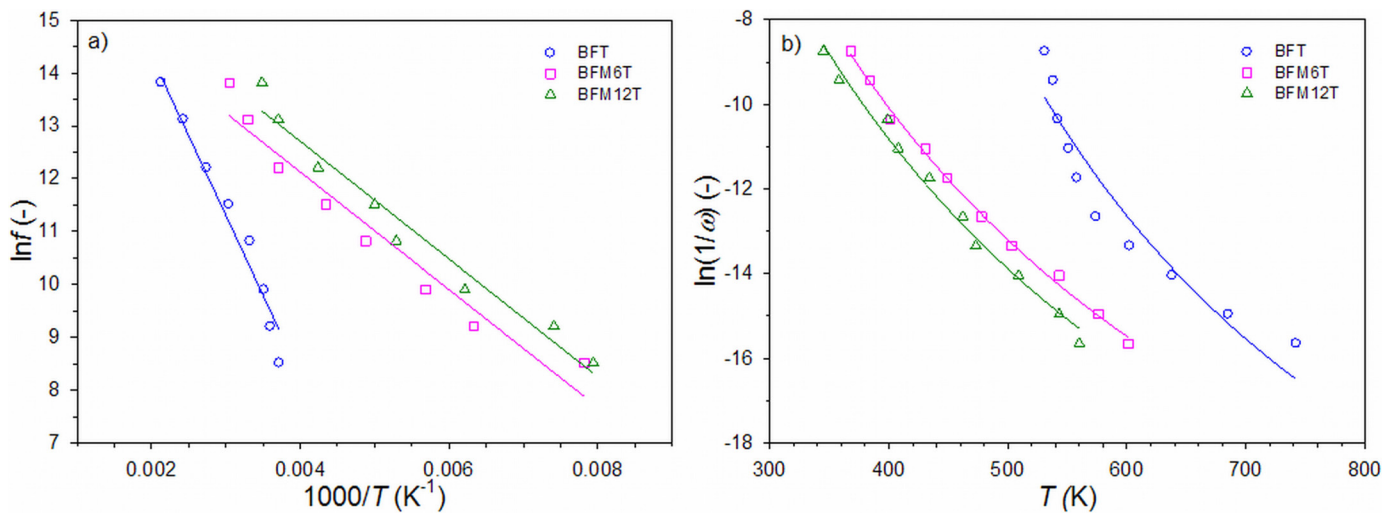 a)
BFT
BFM6T
BFM12T
lnf (-)
15
14
13
12
11
10
9
8
7
0.002
0.004
0.006
0.008
1000/T (K⁻¹)
b)
BFT
BFM6T
BFM12T
ln(1/ω) (-)
-8
-10
-12
-14
-16
-18
300
400
500
600
700
800
T (K)